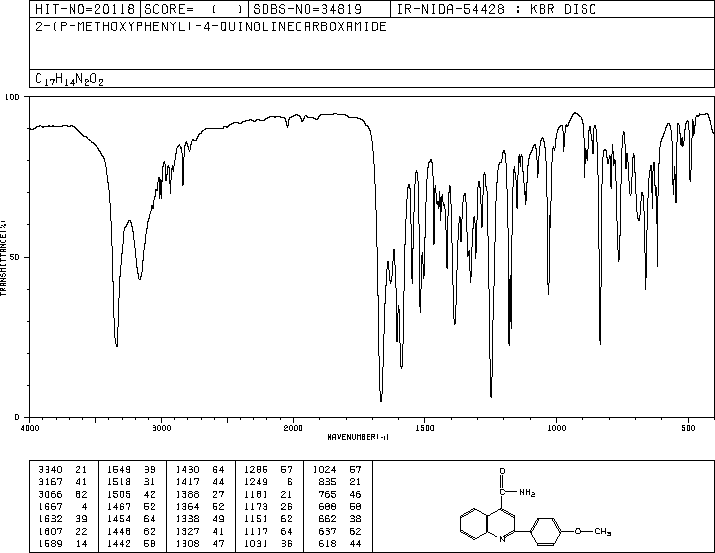 HIT-NO=20118 SCORE= ( ) SDBS-NO=34819 IR-NIDA-54428 : KBR DISC
2-(P-METHOXYPHENYL)-4-QUINOLINECARBOXAMIDE
C17H14N2O2
100
50
0
TRANSMITTANCE(%)
4000 3000 2000 1500 1000 500
WAVENUMBER(-1)
3340 21 1549 39 1430 64 1286 57 1024 57
3167 41 1518 31 1417 44 1249 6 835 21
3066 62 1505 42 1388 27 1181 21 765 46
1667 4 1467 52 1364 52 1173 26 688 58
1632 39 1454 64 1338 49 1151 62 662 38
1607 22 1448 62 1327 41 1117 64 637 62
1589 14 1442 60 1308 47 1031 36 618 44
O
C—NH2
N
O—CH3